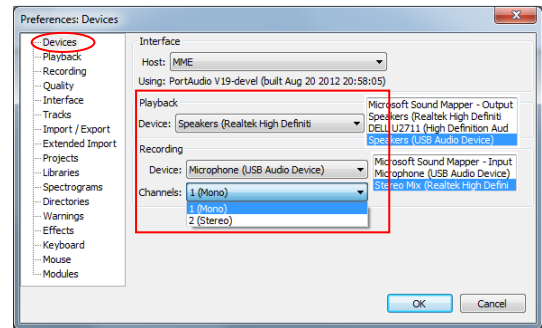 Preferences: Devices
Devices
Playback
Recording
Quality
Interface
Tracks
Import / Export
Extended Import
Projects
Libraries
Spectrograms
Directories
Warnings
Effects
Keyboard
Mouse
Modules
Interface
Host: MME
Using: PortAudio V19-devel (built Aug 20 2012 20:58:05)
Playback
Device: Speakers (Realtek High Definiti
Microsoft Sound Mapper - Output
Speakers (Realtek High Definiti
DELL U2711 (High Definition Aud
Speakers (USB Audio Device)
Recording
Device: Microphone (USB Audio Device)
Channels: 1 (Mono)
1 (Mono)
2 (Stereo)
Microsoft Sound Mapper - Input
Microphone (USB Audio Device)
Stereo Mix (Realtek High Defini
OK
Cancel